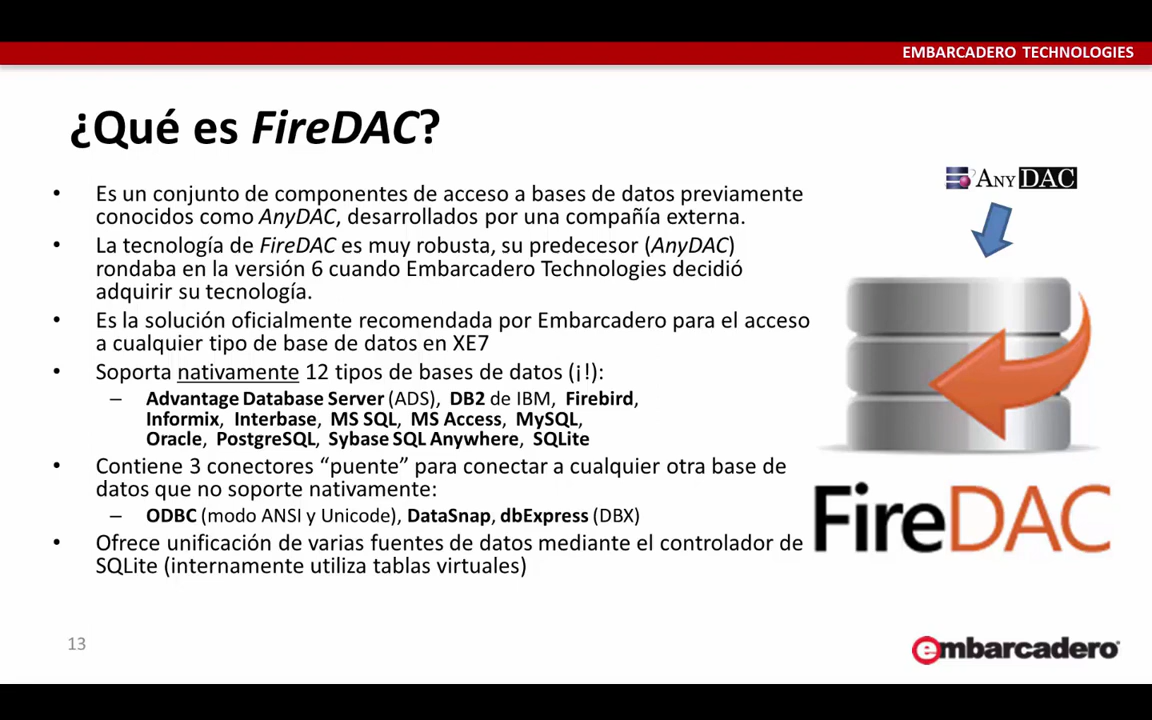 EMBARCADERO TECHNOLOGIES
¿Qué es FireDAC?
• Es un conjunto de componentes de acceso a bases de datos previamente
conocidos como AnyDAC, desarrollados por una compañía externa.
• La tecnología de FireDAC es muy robusta, su predecesor (AnyDAC)
rondaba en la versión 6 cuando Embarcadero Technologies decidió
adquirir su tecnología.
• Es la solución oficialmente recomendada por Embarcadero para el acceso
a cualquier tipo de base de datos en XE7
• Soporta nativamente 12 tipos de bases de datos (¡!):
– Advantage Database Server (ADS), DB2 de IBM, Firebird,
Informix, Interbase, MS SQL, MS Access, MySQL,
Oracle, PostgreSQL, Sybase SQL Anywhere, SQLite
• Contiene 3 conectores “puente” para conectar a cualquier otra base de
datos que no soporte nativamente:
– ODBC (modo ANSI y Unicode), DataSnap, dbExpress (DBX)
• Ofrece unificación de varias fuentes de datos mediante el controlador de
SQLite (internamente utiliza tablas virtuales)
ANYDAC
FireDAC
13
embarcadero